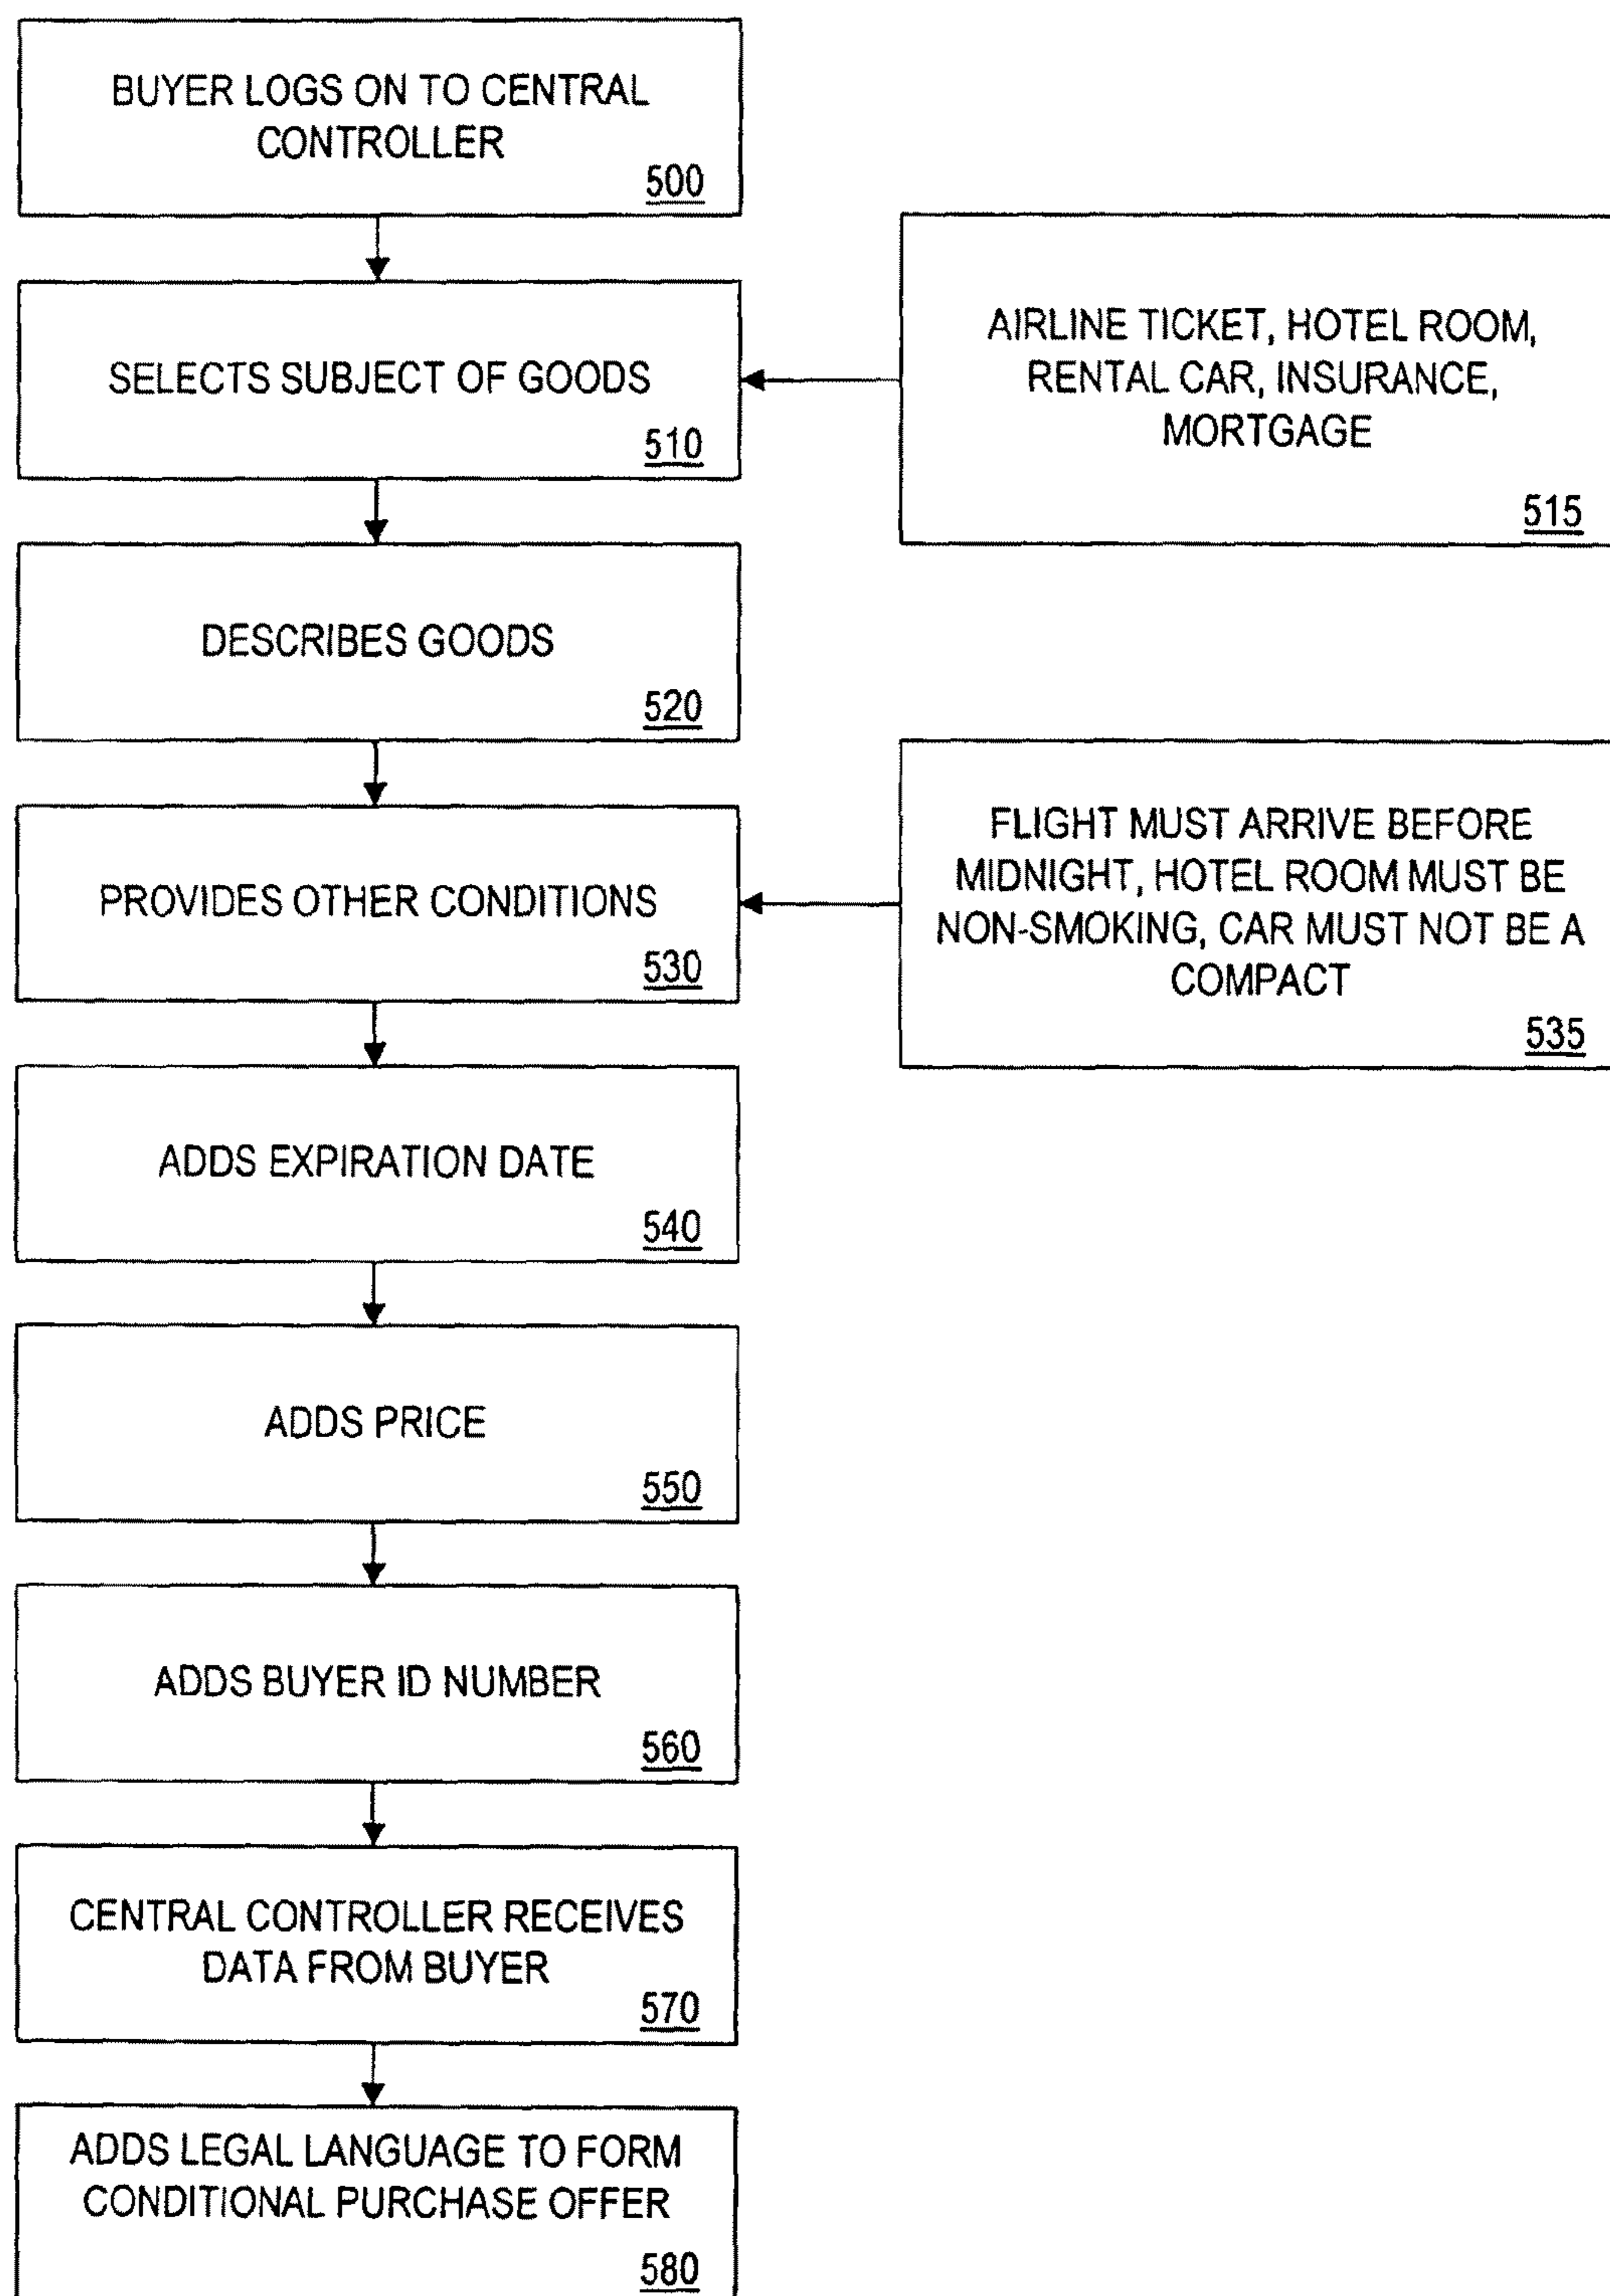 BUYER LOGS ON TO CENTRAL
CONTROLLER
500
SELECTS SUBJECT OF GOODS
510
AIRLINE TICKET, HOTEL ROOM,
RENTAL CAR, INSURANCE,
MORTGAGE
515
DESCRIBES GOODS
520
PROVIDES OTHER CONDITIONS
530
FLIGHT MUST ARRIVE BEFORE
MIDNIGHT, HOTEL ROOM MUST BE
NON-SMOKING, CAR MUST NOT BE A
COMPACT
535
ADDS EXPIRATION DATE
540
ADDS PRICE
550
ADDS BUYER ID NUMBER
560
CENTRAL CONTROLLER RECEIVES
DATA FROM BUYER
570
ADDS LEGAL LANGUAGE TO FORM
CONDITIONAL PURCHASE OFFER
580